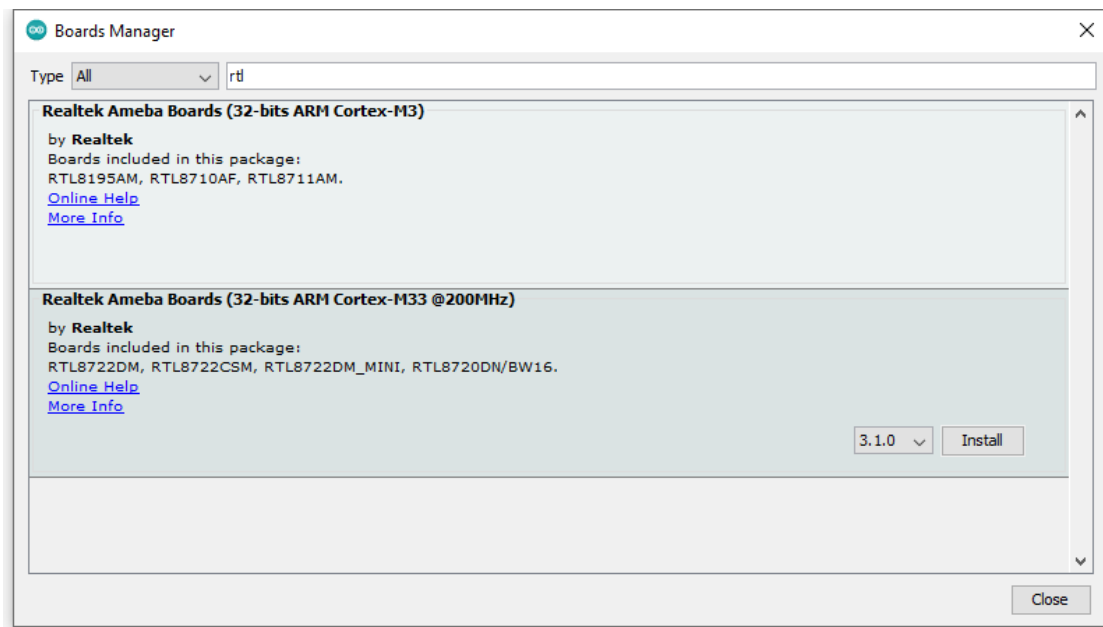 Boards Manager
Type All rtl
Realtek Ameba Boards (32-bits ARM Cortex-M3)
by Realtek
Boards included in this package:
RTL8195AM, RTL8710AF, RTL8711AM.
Online Help
More Info
Realtek Ameba Boards (32-bits ARM Cortex-M33 @200MHz)
by Realtek
Boards included in this package:
RTL8722DM, RTL8722CSM, RTL8722DM_MINI, RTL8720DN/BW16.
Online Help
More Info
3.1.0 Install
Close